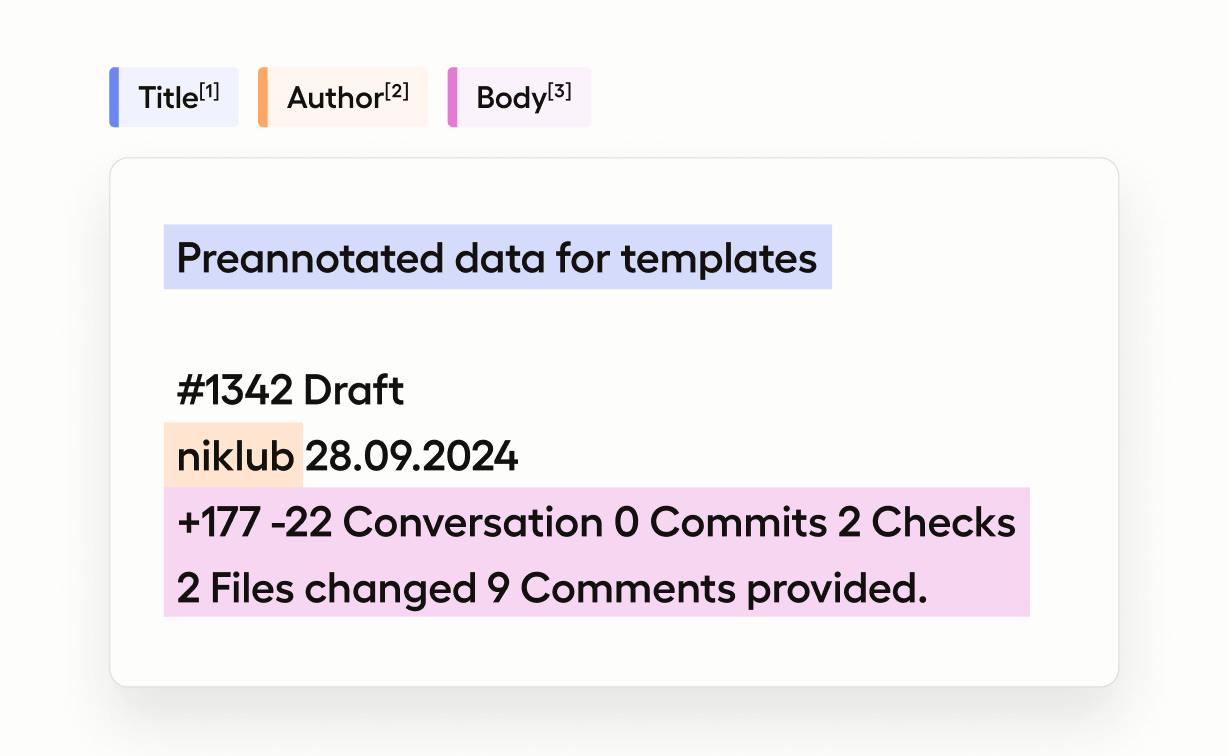 Title[1] Author[2] Body[3]
Preannotated data for templates
#1342 Draft
niklub 28.09.2024
+177 -22 Conversation 0 Commits 2 Checks
2 Files changed 9 Comments provided.